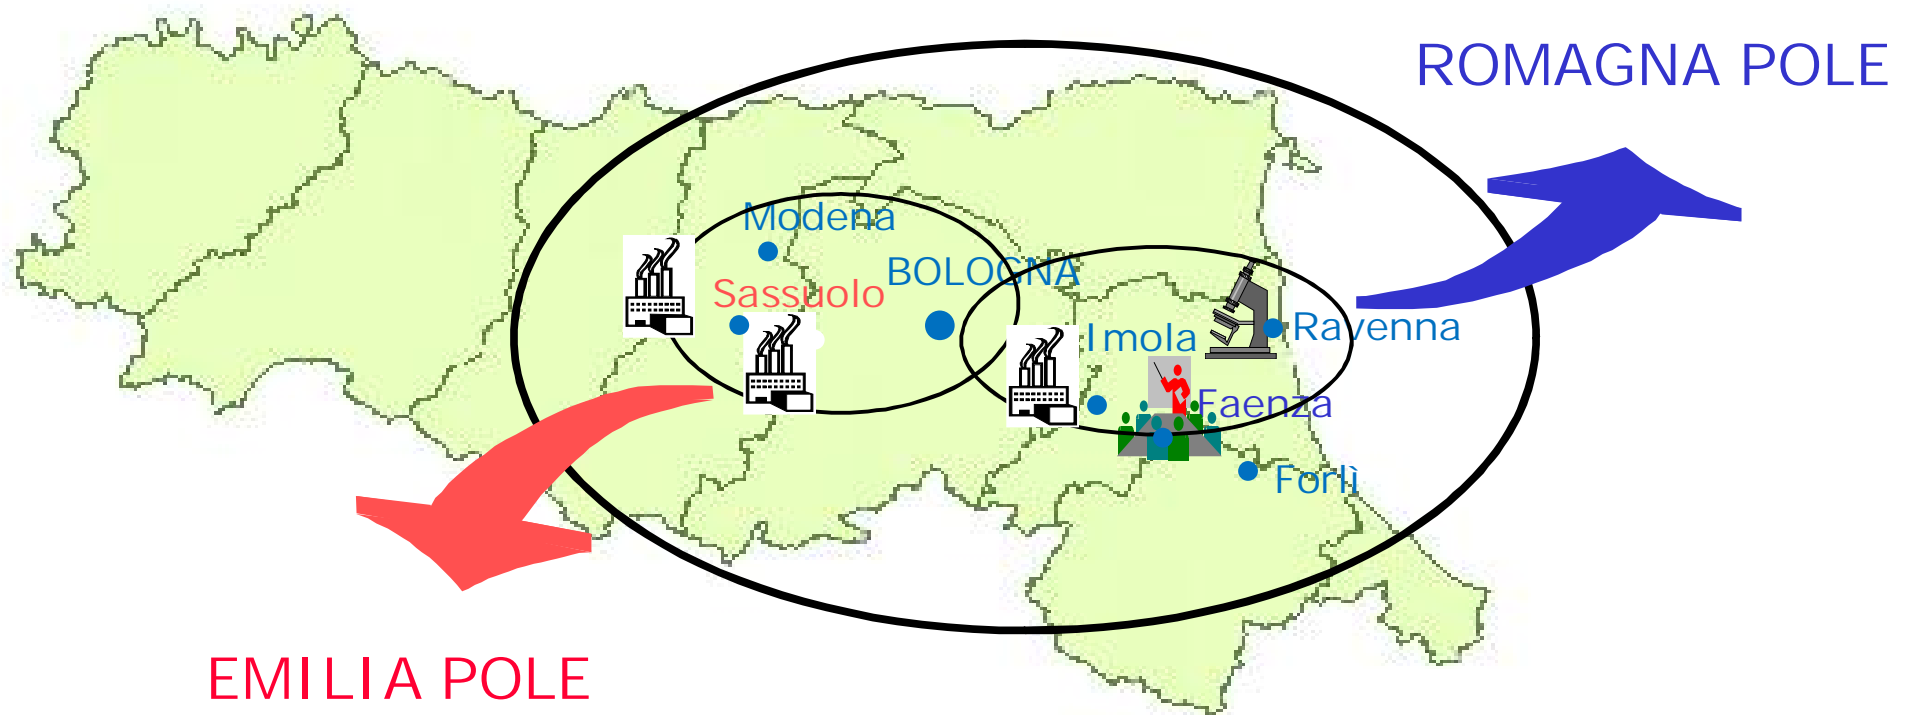 ROMAGNA POLE
Modena
BOLOGNA
Sassuolo
Imola
Ravenna
Faenza
Forlì
EMILIA POLE